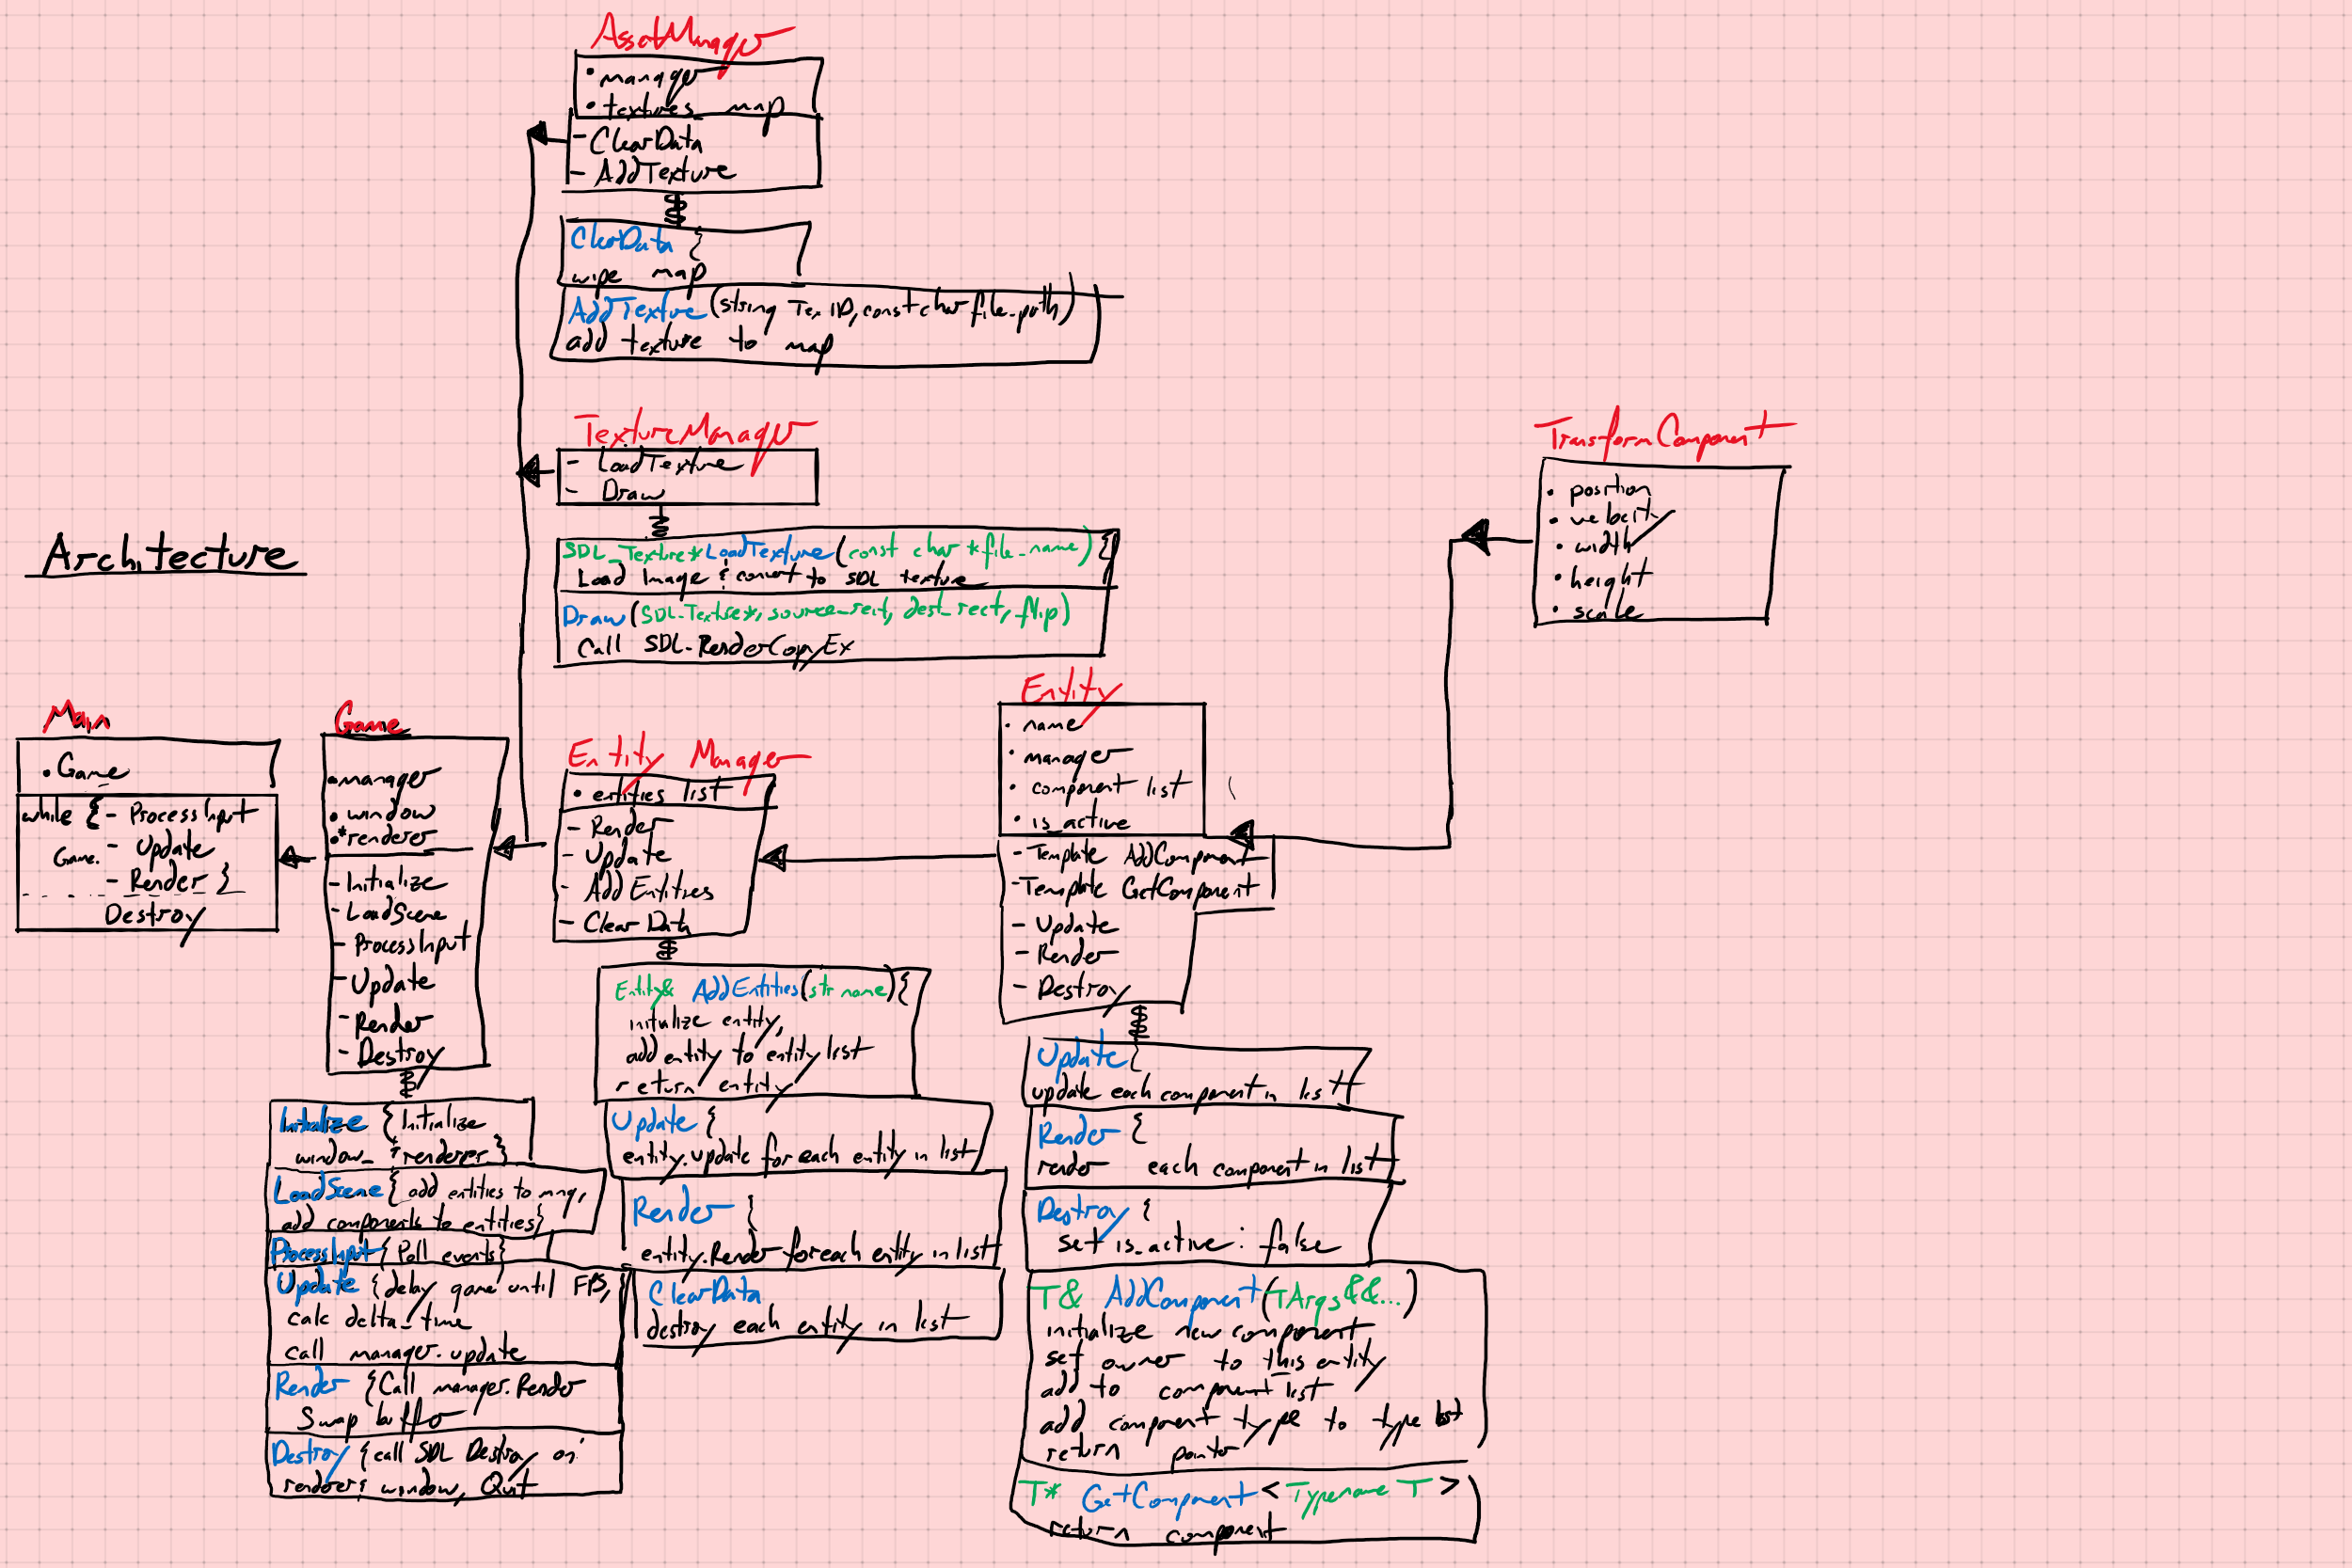 AssetManager
• manager
• textures_ map
- ClearData
- AddTexture
ClearData {
wipe map
AddTexture (string Tex ID, const char file_path)
add texture to map
TextureManager
- LoadTexture
- Draw
SDL_Texture* LoadTexture (const char * file_name) {
Load Image & convert to SDL texture
Draw (SDL_Texture*, source_rect, dest_rect, flip)
Call SDL_RenderCopyEx
TransformComponent
• position
• velocity
• width
• height
• scale
Architecture
Main
• Game
while { - ProcessInput
Game. - Update
- Render }
Destroy
Game
• manager
• window
• *renderer
- Initialize
- LoadScene
- ProcessInput
- Update
- Render
- Destroy
Initialize { Initialize
window_ & renderer }
LoadScene { add entities to mng,
add components to entities }
ProcessInput { Poll events }
Update { delay game until FPS,
calc delta_time
call manager.update
Render { Call manager.Render
Swap buffer
Destroy { call SDL Destroy on:
renderer & window, Quit
Entity Manager
• entities list
- Render
- Update
- Add Entities
- Clear Data
Entity& AddEntities (str name) {
initialize entity,
add entity to entity list
return entity
Update {
entity.update for each entity in list
Render {
entity.Render foreach entity in list
ClearData
destroy each entity in list
Entity
• name
• manager
• component list
• is_active
- Template AddComponent
- Template GetComponent
- Update
- Render
- Destroy
Update {
update each component in list
Render {
render each component in list
Destroy {
set is_active: false
T& AddComponent (TArgs&&...)
initialize new component
set owner to this entity
add to component list
add component type to type list
return pointer
T* GetComponent < Typename T >
return component